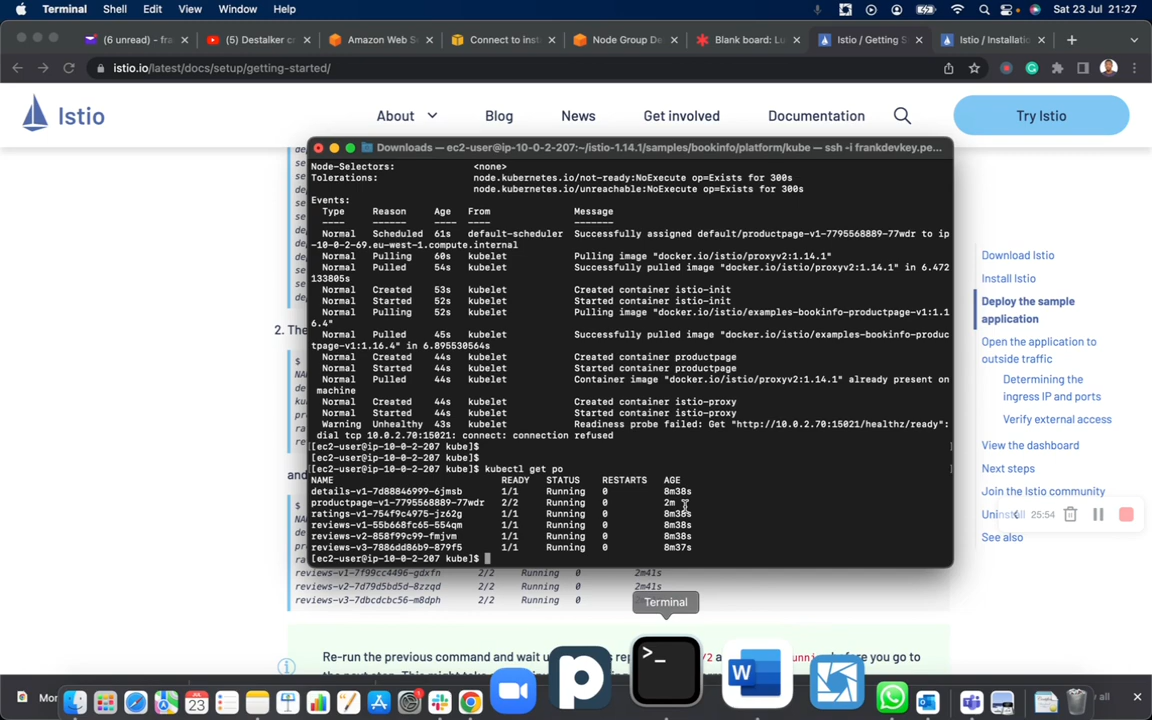 Terminal Shell Edit View Window Help Sat 23 Jul 21:27
(6 unread) - fra (5) Destalker co Amazon Web S Connect to inst Node Group De Blank board: Lu Istio / Getting S Istio / Installatio
istio.io/latest/docs/setup/getting-started/
Istio About Blog News Get involved Documentation Try Istio
Downloads — ec2-user@ip-10-0-2-207:~/istio-1.14.1/samples/bookinfo/platform/kube — ssh -i frandevkey.pe...
Node-Selectors: <none>
Tolerations: node.kubernetes.io/not-ready:NoExecute op=Exists for 300s
node.kubernetes.io/unreachable:NoExecute op=Exists for 300s
Events:
Type Reason Age From Message
---- ------ ---- ---- -------
Normal Scheduled 61s default-scheduler Successfully assigned default/productpage-v1-7795568889-77wdr to ip
-10-0-2-69.eu-west-1.compute.internal
Normal Pulling 60s kubelet Pulling image "docker.io/istio/proxyv2:1.14.1"
Normal Pulled 54s kubelet Successfully pulled image "docker.io/istio/proxyv2:1.14.1" in 6.472
133805s
Normal Created 53s kubelet Created container istio-init
Normal Started 52s kubelet Started container istio-init
Normal Pulling 52s kubelet Pulling image "docker.io/istio/examples-bookinfo-productpage-v1:1.1
6.4"
Normal Pulled 45s kubelet Successfully pulled image "docker.io/istio/examples-bookinfo-produc
tpage-v1:1.16.4" in 6.895530564s
Normal Created 44s kubelet Created container productpage
Normal Started 44s kubelet Started container productpage
Normal Pulled 44s kubelet Container image "docker.io/istio/proxyv2:1.14.1" already present on
machine
Normal Created 44s kubelet Created container istio-proxy
Normal Started 44s kubelet Started container istio-proxy
Warning Unhealthy 43s kubelet Readiness probe failed: Get "http://10.0.2.70:15021/healthz/ready":
dial tcp 10.0.2.70:15021: connect: connection refused
[ec2-user@ip-10-0-2-207 kube]$
[ec2-user@ip-10-0-2-207 kube]$
[ec2-user@ip-10-0-2-207 kube]$ kubectl get po
NAME READY STATUS RESTARTS AGE
details-v1-7d88846999-6jmsb 1/1 Running 0 8m38s
productpage-v1-7795568889-77wdr 2/2 Running 0 2m
ratings-v1-754f9c4975-jz62g 1/1 Running 0 8m38s
reviews-v1-55b668fc65-554qm 1/1 Running 0 8m38s
reviews-v2-858f99c99-fmjvm 1/1 Running 0 8m38s
reviews-v3-7886dd86b9-879f5 1/1 Running 0 8m37s
[ec2-user@ip-10-0-2-207 kube]$
2. The
$
and
$
reviews-v1-7f99cc4496-gdxfn 2/2 Running 0 2m41s
reviews-v2-7d79d5bd5d-8zzqd 2/2 Running 0 2m41s
reviews-v3-7dbcdcbc56-m8dph 2/2 Running 0
Re-run the previous command and wait
Download Istio
Install Istio
Deploy the sample
application
Open the application to
outside traffic
Determining the
ingress IP and ports
Verify external access
View the dashboard
Next steps
Join the Istio community
Uninstall
See also
25:54
Terminal